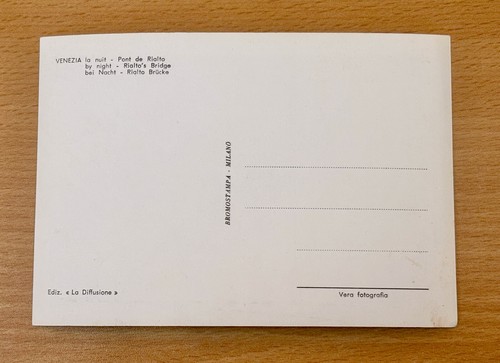 VENEZIA la nuit - Pont de Rialto
by night - Rialto's Bridge
bei Nacht - Rialto Brücke
BROMOSTAMPA - MILANO
Ediz. « La Diffusione »
Vera fotografia